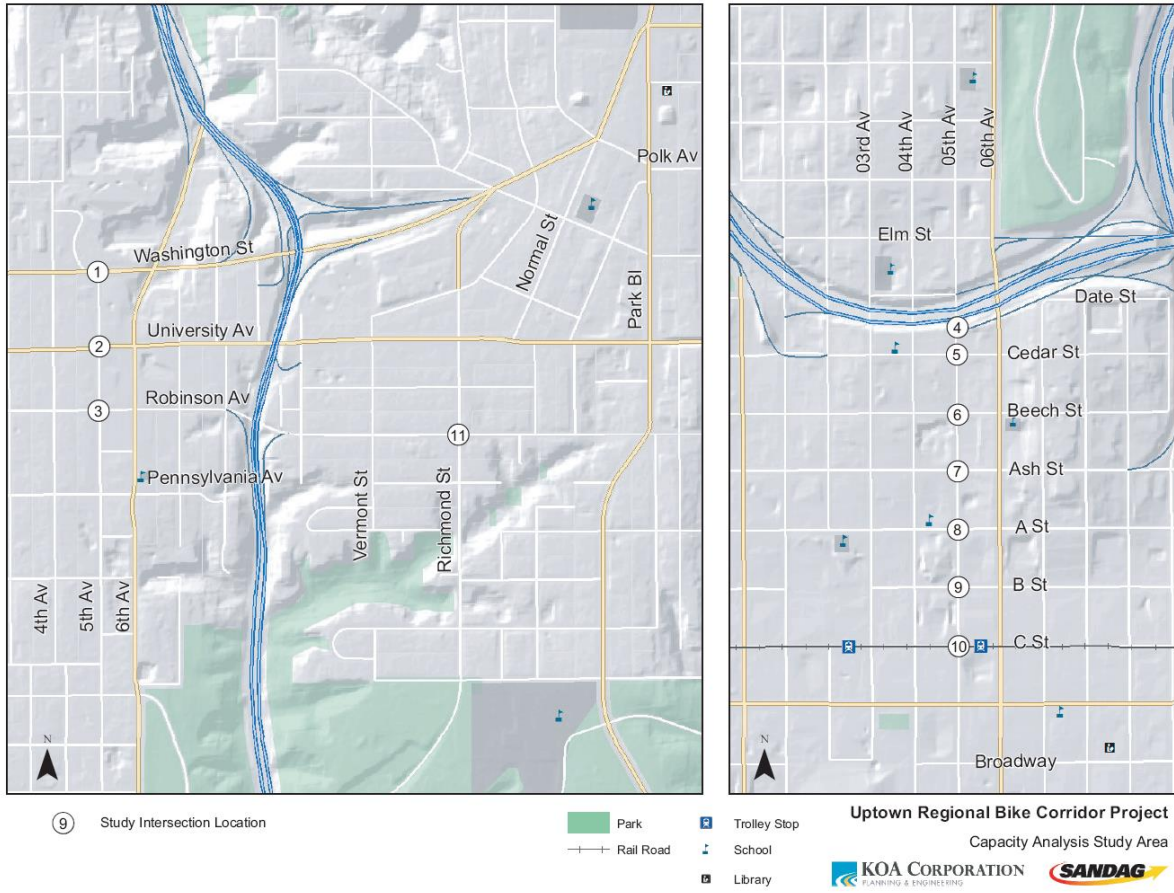 Polk Av
Washington St
Normal St
Park Bl
1
University Av
2
Robinson Av
3
11
Pennsylvania Av
Vermont St
Richmond St
4th Av
5th Av
6th Av
N
03rd Av
04th Av
05th Av
06th Av
Elm St
Date St
4
5
Cedar St
6
Beech St
7
Ash St
8
A St
9
B St
10
C St
Broadway
N
9
Study Intersection Location
Park
Rail Road
Trolley Stop
School
Library
Uptown Regional Bike Corridor Project
Capacity Analysis Study Area
KOA CORPORATION
PLANNING & ENGINEERING
SANDAG